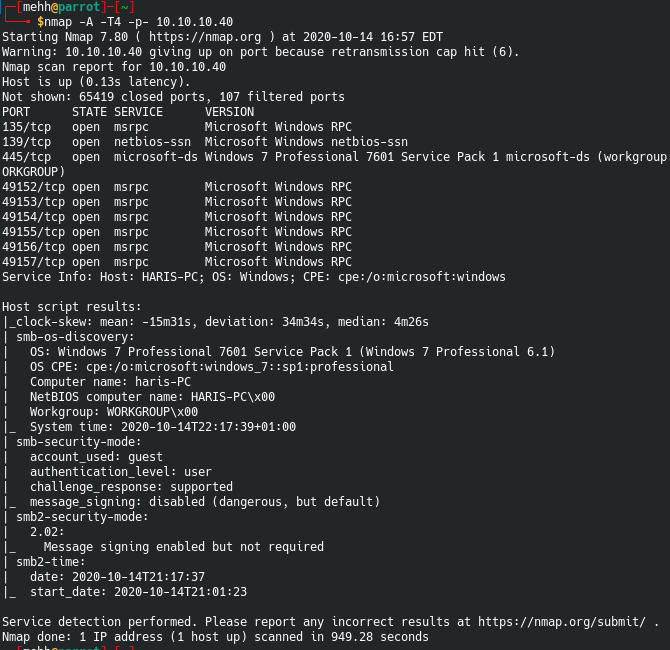 [mehh@parrot]-[~]
$nmap -A -T4 -p- 10.10.10.40
Starting Nmap 7.80 ( https://nmap.org ) at 2020-10-14 16:57 EDT
Warning: 10.10.10.40 giving up on port because retransmission cap hit (6).
Nmap scan report for 10.10.10.40
Host is up (0.13s latency).
Not shown: 65419 closed ports, 107 filtered ports
PORT      STATE SERVICE      VERSION
135/tcp   open  msrpc        Microsoft Windows RPC
139/tcp   open  netbios-ssn  Microsoft Windows netbios-ssn
445/tcp   open  microsoft-ds Windows 7 Professional 7601 Service Pack 1 microsoft-ds (workgroup
ORKGROUP)
49152/tcp open  msrpc        Microsoft Windows RPC
49153/tcp open  msrpc        Microsoft Windows RPC
49154/tcp open  msrpc        Microsoft Windows RPC
49155/tcp open  msrpc        Microsoft Windows RPC
49156/tcp open  msrpc        Microsoft Windows RPC
49157/tcp open  msrpc        Microsoft Windows RPC
Service Info: Host: HARIS-PC; OS: Windows; CPE: cpe:/o:microsoft:windows
Host script results:
|_clock-skew: mean: -15m31s, deviation: 34m34s, median: 4m26s
| smb-os-discovery:
|   OS: Windows 7 Professional 7601 Service Pack 1 (Windows 7 Professional 6.1)
|   OS CPE: cpe:/o:microsoft:windows_7::sp1:professional
|   Computer name: haris-PC
|   NetBIOS computer name: HARIS-PC\x00
|   Workgroup: WORKGROUP\x00
|_  System time: 2020-10-14T22:17:39+01:00
| smb-security-mode:
|   account_used: guest
|   authentication_level: user
|   challenge_response: supported
|_  message_signing: disabled (dangerous, but default)
| smb2-security-mode:
|   2.02:
|_    Message signing enabled but not required
| smb2-time:
|   date: 2020-10-14T21:17:37
|_  start_date: 2020-10-14T21:01:23
Service detection performed. Please report any incorrect results at https://nmap.org/submit/ .
Nmap done: 1 IP address (1 host up) scanned in 949.28 seconds